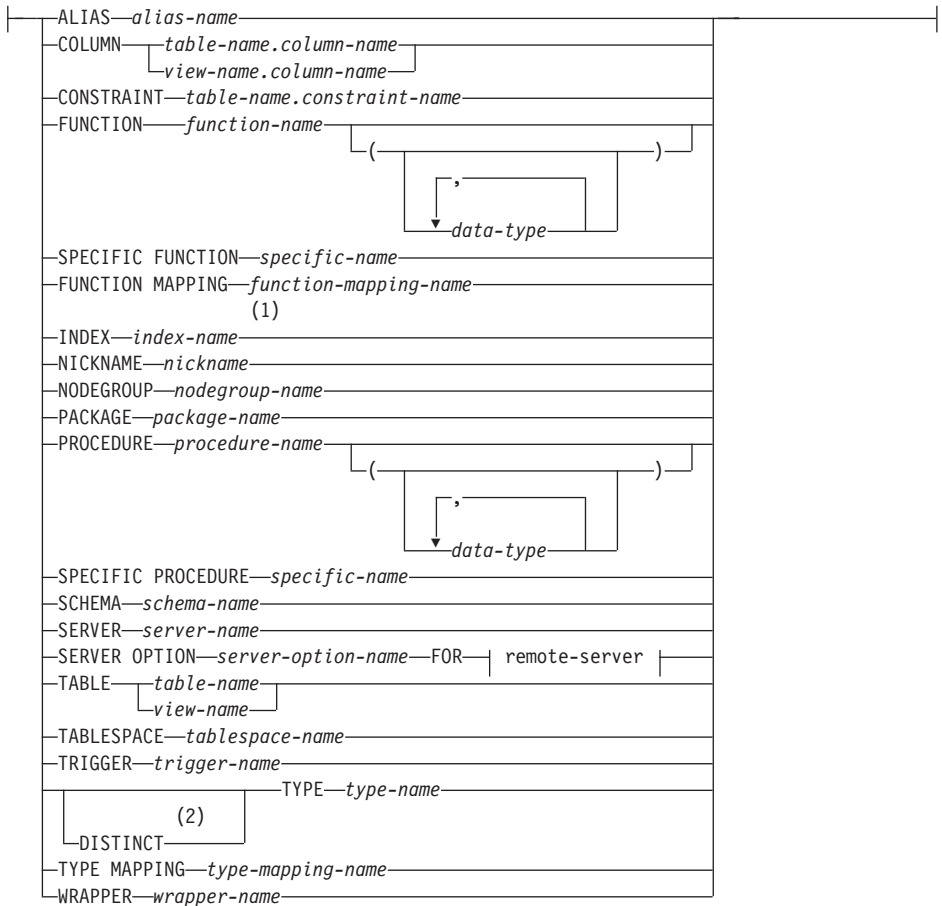 ALIAS alias-name
COLUMN table-name.column-name
view-name.column-name
CONSTRAINT table-name.constraint-name
FUNCTION function-name
( )
,
data-type
SPECIFIC FUNCTION specific-name
FUNCTION MAPPING function-mapping-name
(1)
INDEX index-name
NICKNAME nickname
NODEGROUP nodegroup-name
PACKAGE package-name
PROCEDURE procedure-name
( )
,
data-type
SPECIFIC PROCEDURE specific-name
SCHEMA schema-name
SERVER server-name
SERVER OPTION server-option-name FOR remote-server
TABLE table-name
view-name
TABLESPACE tablespace-name
TRIGGER trigger-name
TYPE type-name
(2)
DISTINCT
TYPE MAPPING type-mapping-name
WRAPPER wrapper-name